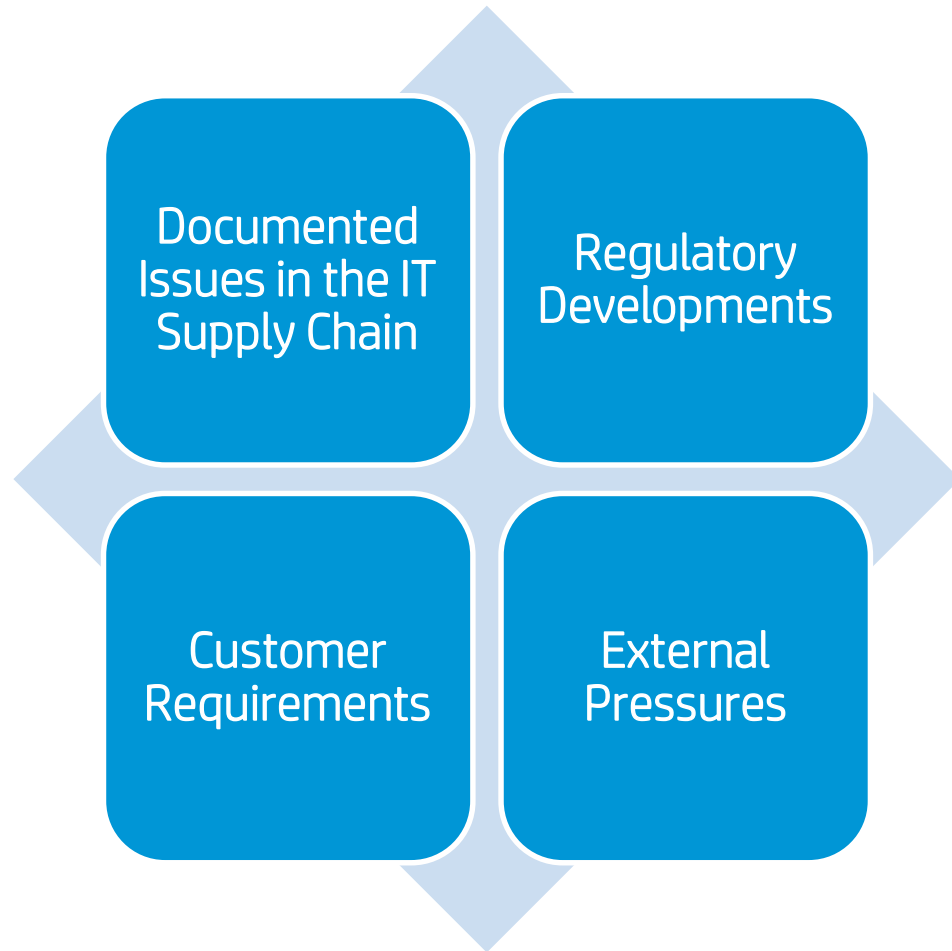 Documented
Issues in the IT
Supply Chain
Regulatory
Developments
Customer
Requirements
External
Pressures